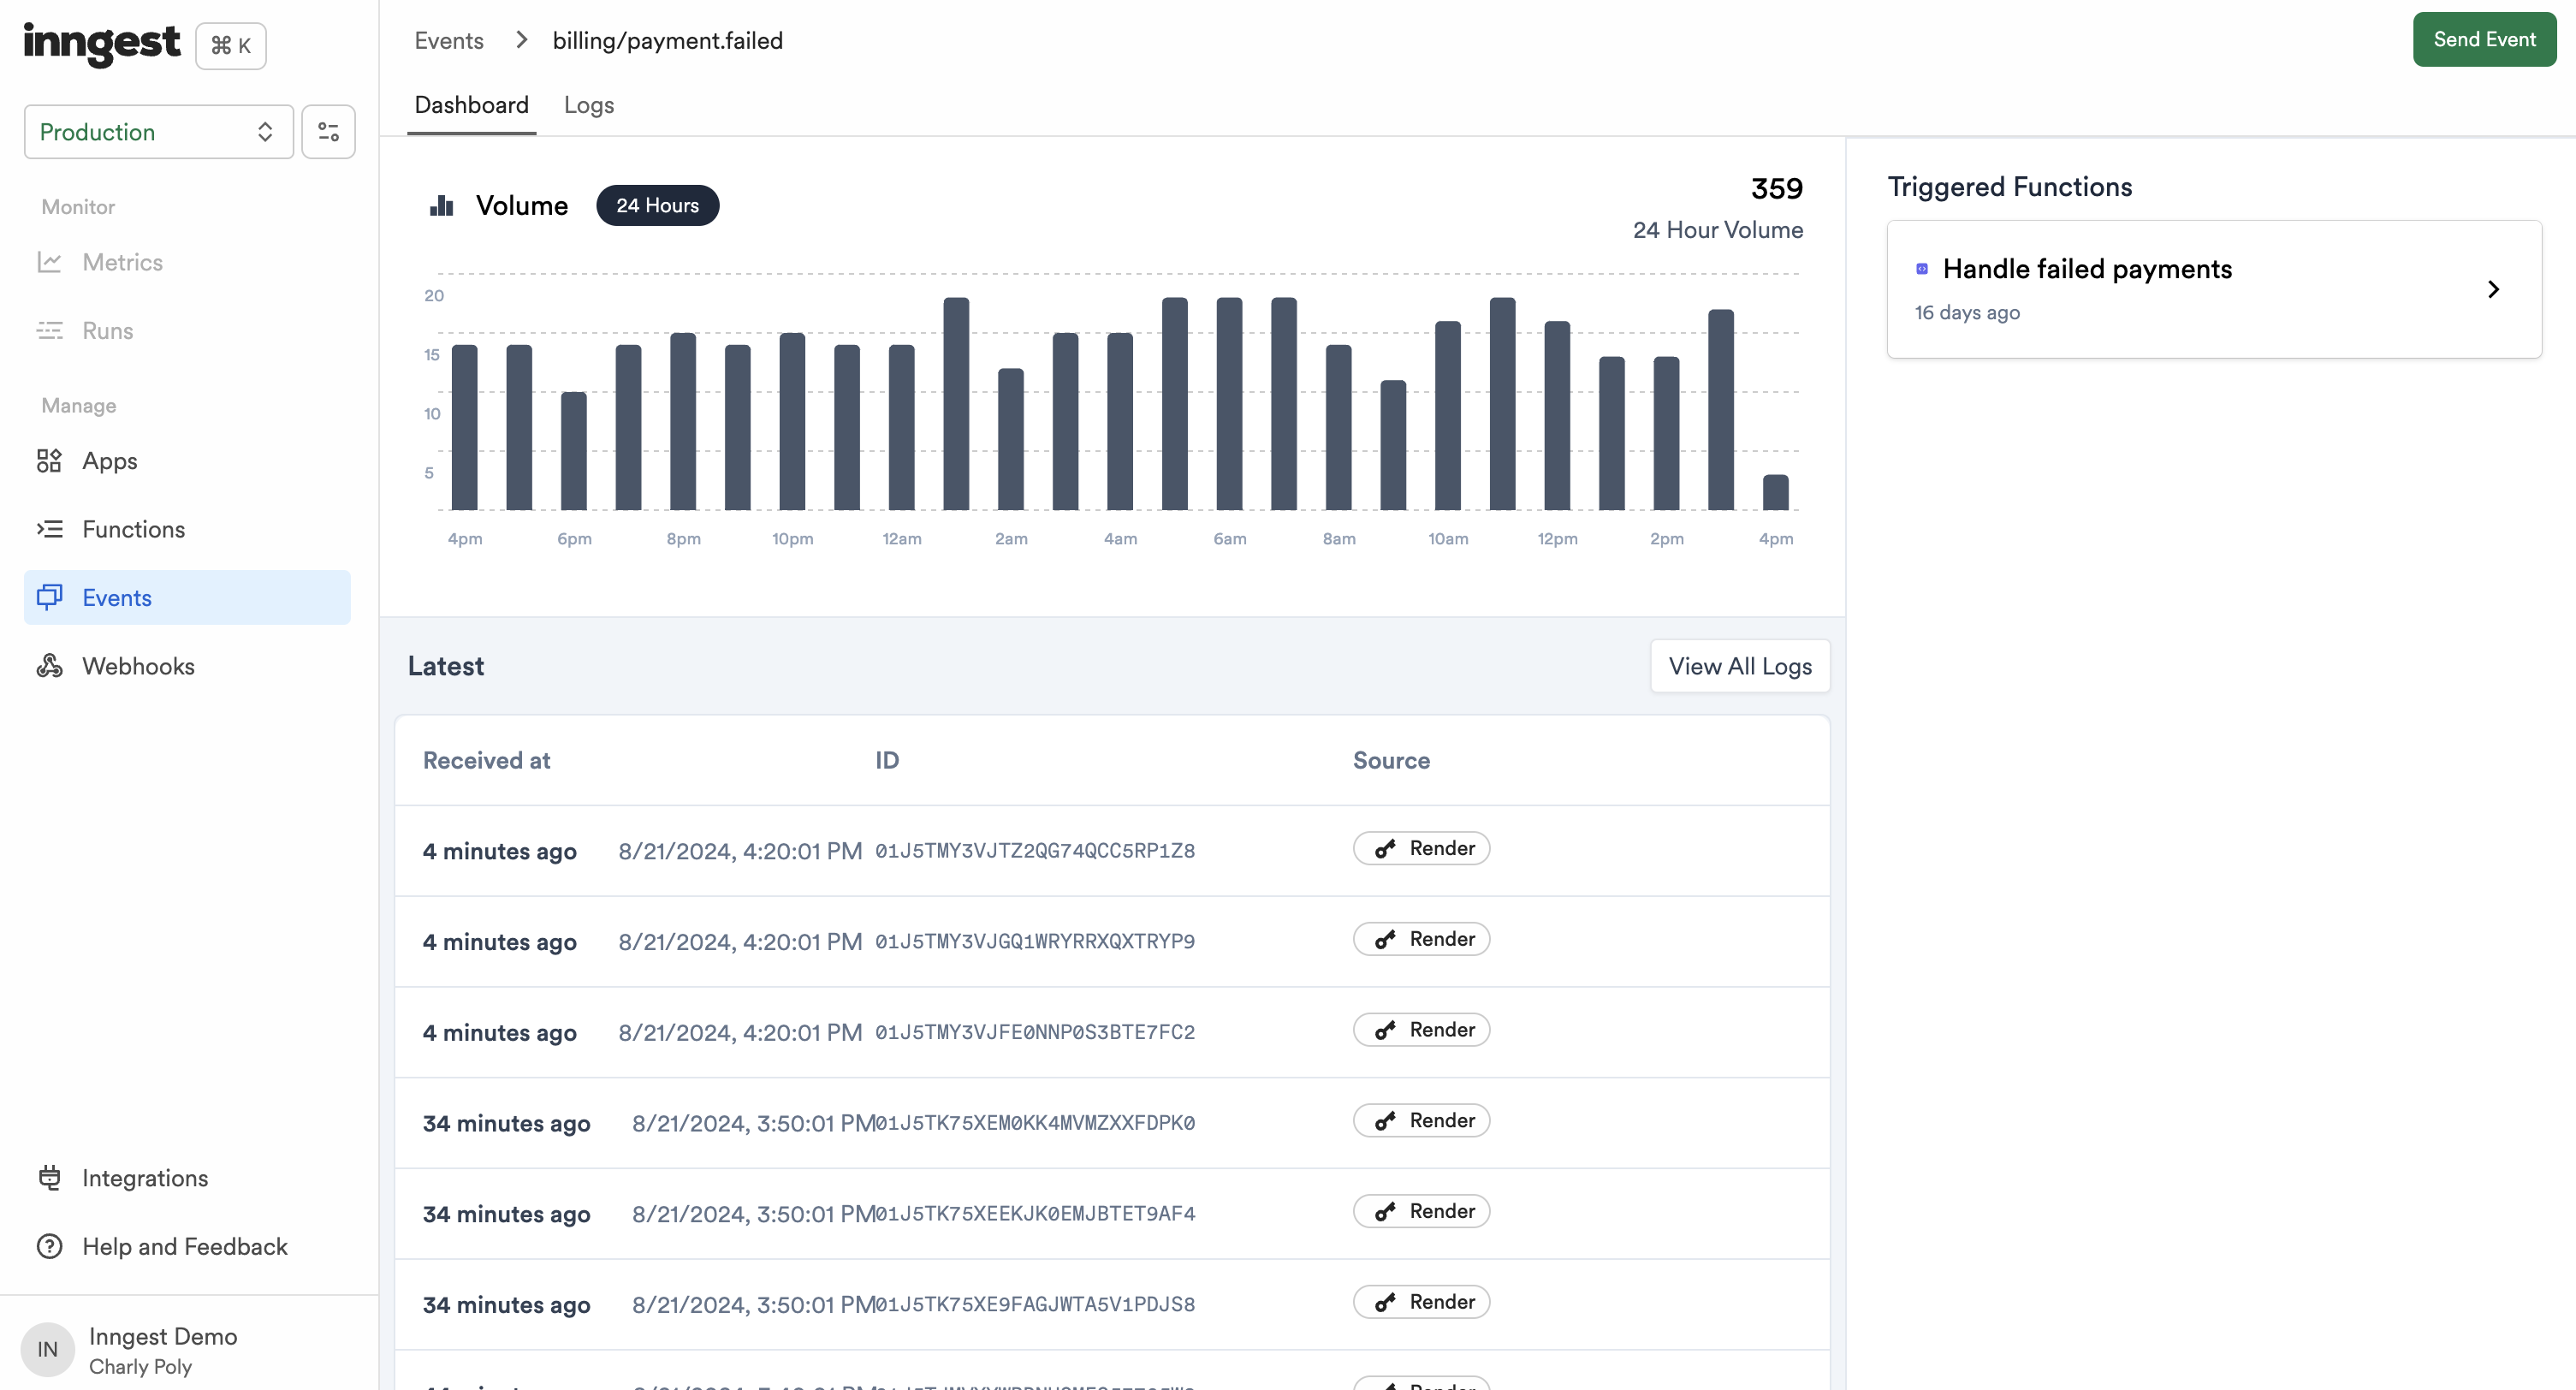 inngest
⌘ K
Production
Monitor
Metrics
Runs
Manage
Apps
Functions
Events
Webhooks
Integrations
Help and Feedback
IN
Inngest Demo
Charly Poly
Events > billing/payment.failed
Send Event
Dashboard Logs
Volume 24 Hours
359
24 Hour Volume
20
15
10
5
4pm 6pm 8pm 10pm 12am 2am 4am 6am 8am 10am 12pm 2pm 4pm
Triggered Functions
Handle failed payments
16 days ago
Latest
View All Logs
Received at ID Source
4 minutes ago 8/21/2024, 4:20:01 PM 01J5TMY3VJTZ2QG74QCC5RP1Z8 Render
4 minutes ago 8/21/2024, 4:20:01 PM 01J5TMY3VJGQ1WRYRRXQXTRYP9 Render
4 minutes ago 8/21/2024, 4:20:01 PM 01J5TMY3VJFE0NNP0S3BTE7FC2 Render
34 minutes ago 8/21/2024, 3:50:01 PM 01J5TK75XEM0KK4MVMZXXFDPK0 Render
34 minutes ago 8/21/2024, 3:50:01 PM 01J5TK75XEEKJK0EMJBTET9AF4 Render
34 minutes ago 8/21/2024, 3:50:01 PM 01J5TK75XE9FAGJWTA5V1PDJS8 Render